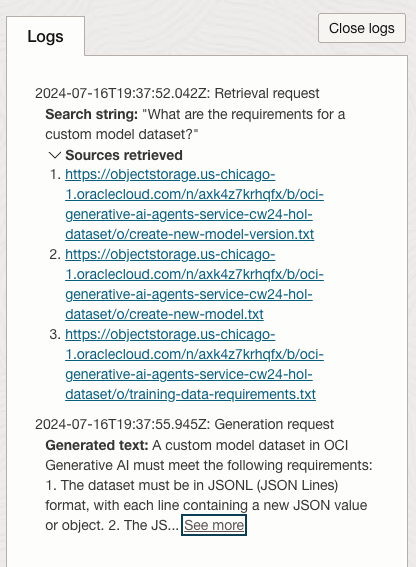 Logs
Close logs
2024-07-16T19:37:52.042Z: Retrieval request
Search string: "What are the requirements for a
custom model dataset?"
Sources retrieved
1. https://objectstorage.us-chicago-
1.oraclecloud.com/n/axk4z7krhqfx/b/oci-
generative-ai-agents-service-cw24-hol-
dataset/o/create-new-model-version.txt
2. https://objectstorage.us-chicago-
1.oraclecloud.com/n/axk4z7krhqfx/b/oci-
generative-ai-agents-service-cw24-hol-
dataset/o/create-new-model.txt
3. https://objectstorage.us-chicago-
1.oraclecloud.com/n/axk4z7krhqfx/b/oci-
generative-ai-agents-service-cw24-hol-
dataset/o/training-data-requirements.txt
2024-07-16T19:37:55.945Z: Generation request
Generated text: A custom model dataset in OCI
Generative AI must meet the following requirements:
1. The dataset must be in JSONL (JSON Lines)
format, with each line containing a new JSON value
or object. 2. The JS... See more